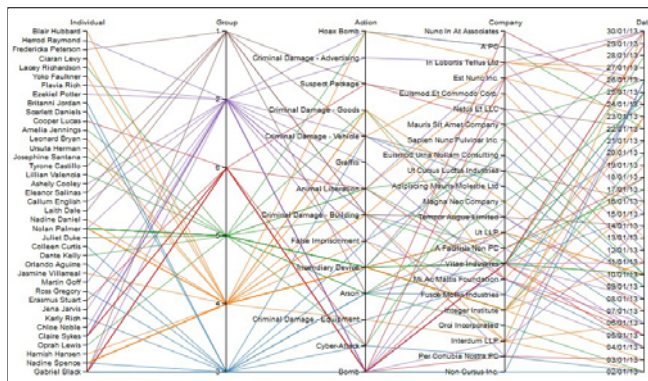 Individual
Group
Action
Company
Blair Hubbard
Herrod Raymond
Fredericka Peterson
Ciaran Levy
Lacey Richardson
Yoko Faulkner
Flavia Rich
Ezekiel Potter
Britanni Jordan
Scarlett Daniels
Cooper Lucas
Amelia Jennings
Leonard Bryan
Ursula Herman
Josephine Santana
Tyrone Castillo
Lillian Valencia
Ashely Cooley
Eleanor Salinas
Callum English
Laith Dale
Nadine Daniel
Nolan Palmer
Juliet Duke
Colleen Curtis
Dante Kelly
Orlando Aguirre
Jasmine Villarreal
Martin Goff
Ross Gregory
Erasmus Stuart
Jena Jarvis
Karly Rich
Chloe Noble
Claire Sykes
Oprah Lewis
Hamish Hansen
Nadine Spence
Gabriel Black
Hoax Bomb
Criminal Damage - Advertising
Suspect Package
Criminal Damage - Goods
Criminal Damage - Vehicle
Graffiti
Animal Liberation
Criminal Damage - Building
False Imprisonment
Incendiary Device
Arson
Criminal Damage - Equipment
Cyber-Attack
Bomb
Nunc In At Associates
A PC
In Lobortis Tellus Ltd
Est Nunc Inc.
Euismod Et Commodo Corp.
Netus Et LLC
Mauris Sit Amet Company
Sapien Nunc Pulvinar Inc.
Euismod Urna Nullam Consulting
Ut Cursus Luctus Industries
Adipiscing Mauris Molestie Ltd
Magna Nec Company
Tempor Augue Limited
Ut LLP
A Facilisis Non PC
Vitae Industries
Mi Ac Mattis Foundation
Fusce Mollis Industries
Integer Institute
Orci Incorporated
Interdum LLP
Per Conubia Nostra PC
Non Cursus Inc.
30/01/13
29/01/13
28/01/13
27/01/13
26/01/13
25/01/13
24/01/13
23/01/13
22/01/13
21/01/13
20/01/13
19/01/13
18/01/13
17/01/13
16/01/13
15/01/13
14/01/13
13/01/13
12/01/13
11/01/13
10/01/13
09/01/13
08/01/13
07/01/13
06/01/13
05/01/13
04/01/13
03/01/13
02/01/13